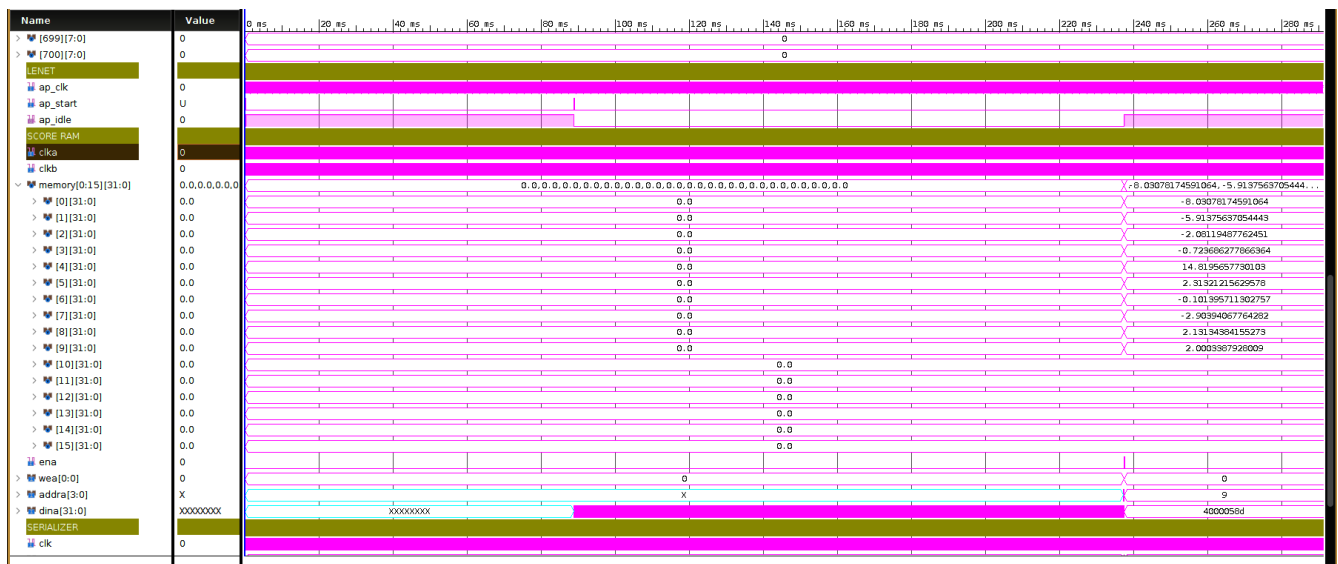 Name Value 0 ms 20 ms 40 ms 60 ms 80 ms 100 ms 120 ms 140 ms 160 ms 180 ms 200 ms 220 ms 240 ms 260 ms 280 ms
[699][7:0] 0 0
[700][7:0] 0 0
LENET
ap_clk 0
ap_start U
ap_idle 0
SCORE RAM
clka 0
clkb 0
memory[0:15][31:0] 0.0,0.0,0.0,0 0.0,0.0,0.0,0.0,0.0,0.0,0.0,0.0,0.0,0.0,0.0,0.0,0.0,0.0,0.0,0.0 -8.03078174591064,-5.9137563705444...
[0][31:0] 0.0 0.0 -8.03078174591064
[1][31:0] 0.0 0.0 -5.91375637054443
[2][31:0] 0.0 0.0 -2.08119487762451
[3][31:0] 0.0 0.0 -0.723686277866364
[4][31:0] 0.0 0.0 14.8195657730103
[5][31:0] 0.0 0.0 2.31321215629578
[6][31:0] 0.0 0.0 -0.101395711302757
[7][31:0] 0.0 0.0 -2.90394067764282
[8][31:0] 0.0 0.0 2.13134384155273
[9][31:0] 0.0 0.0 2.0003387928009
[10][31:0] 0.0 0.0
[11][31:0] 0.0 0.0
[12][31:0] 0.0 0.0
[13][31:0] 0.0 0.0
[14][31:0] 0.0 0.0
[15][31:0] 0.0 0.0
ena 0
wea[0:0] 0 0 0
addra[3:0] X X 9
dina[31:0] XXXXXXXX XXXXXXXX 4000058d
SERIALIZER
clk 0